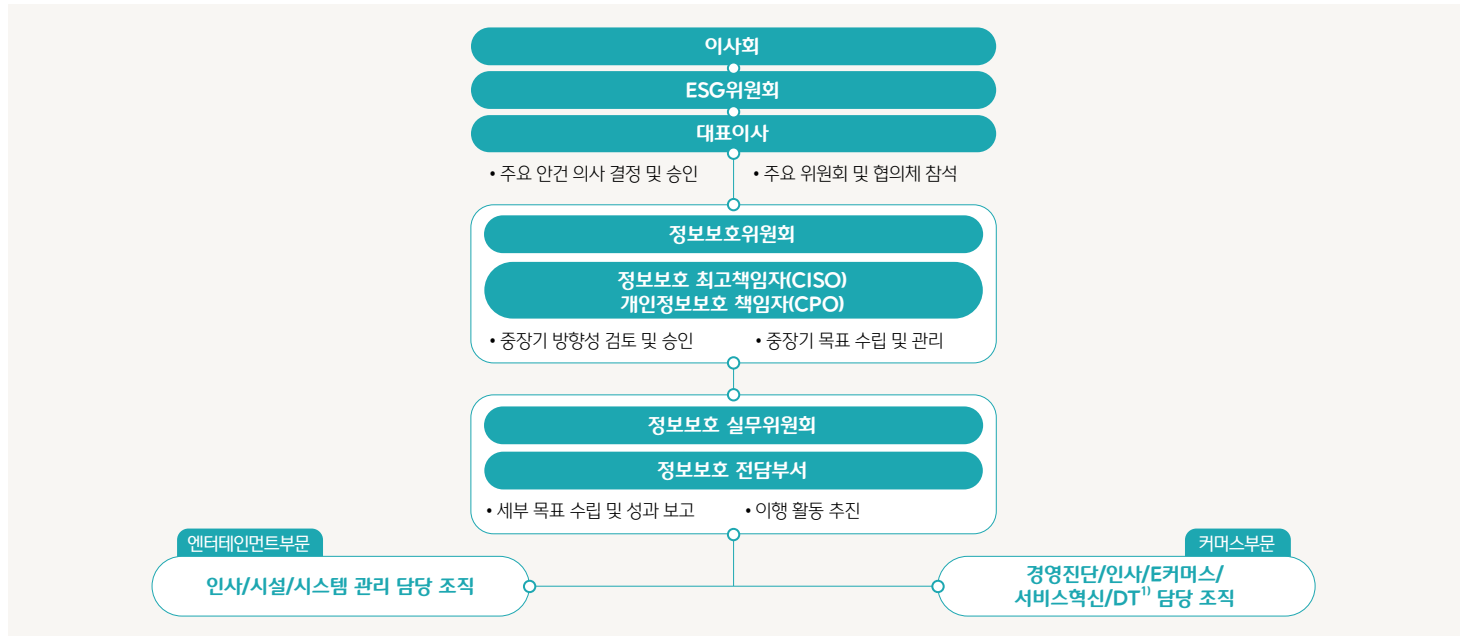 이사회
ESG위원회
대표이사
• 주요 안건 의사 결정 및 승인
• 주요 위원회 및 협의체 참석
정보보호위원회
정보보호 최고책임자(CISO)
개인정보보호 책임자(CPO)
• 중장기 방향성 검토 및 승인
• 중장기 목표 수립 및 관리
정보보호 실무위원회
정보보호 전담부서
• 세부 목표 수립 및 성과 보고
• 이행 활동 추진
엔터테인먼트부문
인사/시설/시스템 관리 담당 조직
커머스부문
경영진단/인사/E커머스/
서비스혁신/DT¹⁾ 담당 조직